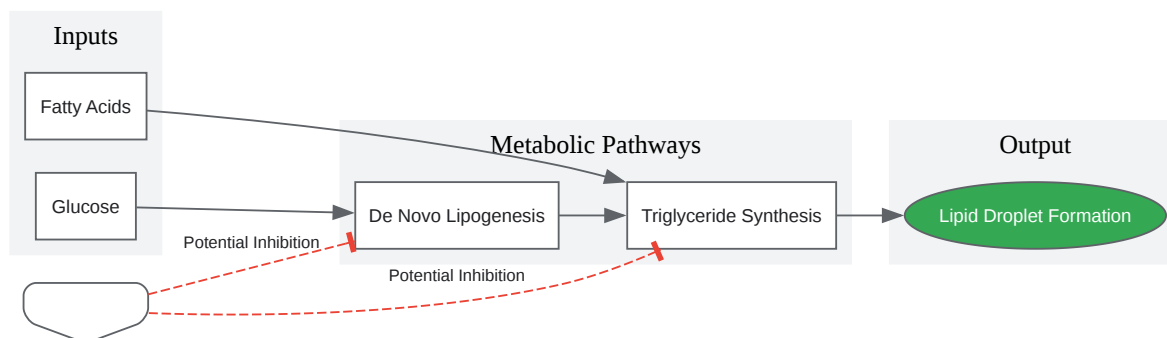 Inputs
Fatty Acids
Glucose
Metabolic Pathways
De Novo Lipogenesis
Triglyceride Synthesis
Output
Lipid Droplet Formation
Potential Inhibition
Potential Inhibition